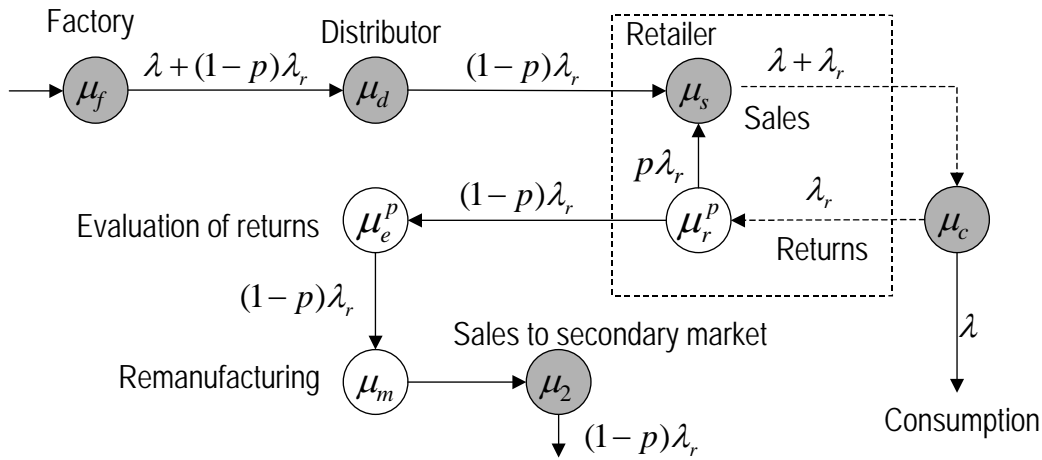 Factory
Distributor
Retailer
λ + (1 − p)λ_r
(1 − p)λ_r
λ + λ_r
μ_f
μ_d
μ_s
Sales
pλ_r
(1 − p)λ_r
λ_r
Evaluation of returns
μ_e^p
μ_r^p
μ_c
Returns
(1 − p)λ_r
Sales to secondary market
λ
Remanufacturing
μ_m
μ_2
Consumption
(1 − p)λ_r